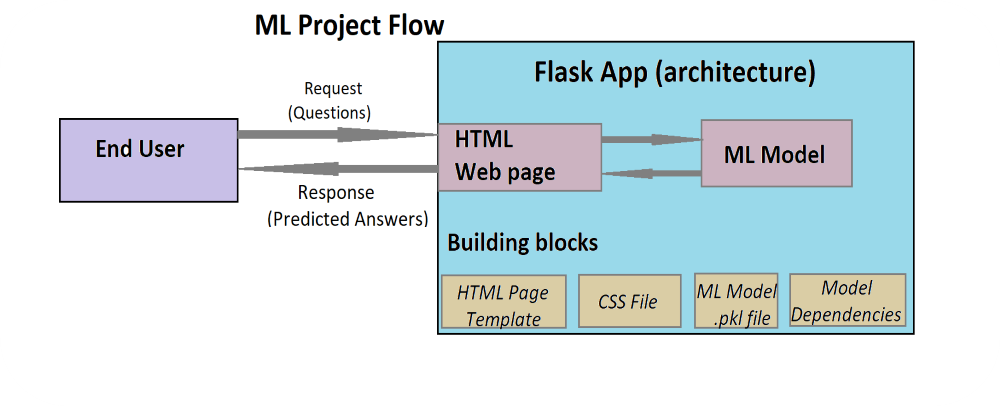 ML Project Flow
Flask App (architecture)
Request
(Questions)
End User
HTML
Web page
ML Model
Response
(Predicted Answers)
Building blocks
HTML Page
Template
CSS File
ML Model
.pkl file
Model
Dependencies